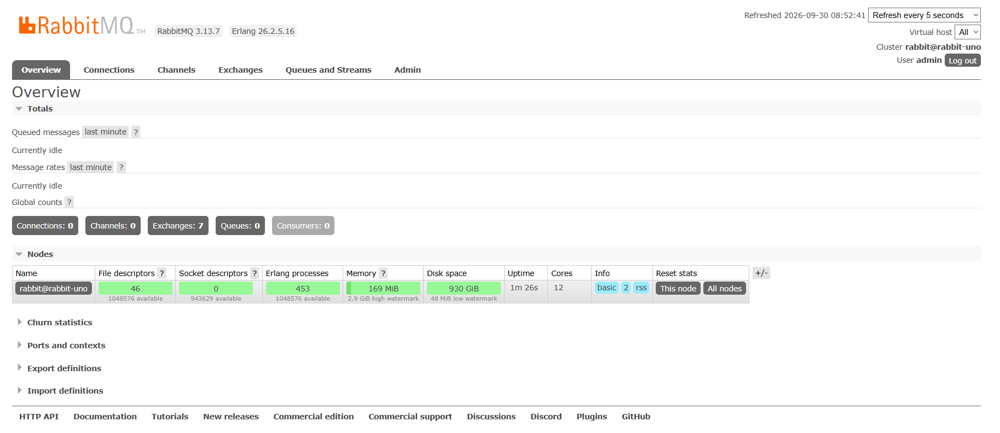 RabbitMQ TM RabbitMQ 3.13.7 Erlang 26.2.5.16
Refreshed 2026-09-30 08:52:41 Refresh every 5 seconds
Virtual host All
Cluster rabbit@rabbit-uno
User admin Log out
Overview Connections Channels Exchanges Queues and Streams Admin
Overview
Totals
Queued messages last minute ?
Currently idle
Message rates last minute ?
Currently idle
Global counts ?
Connections: 0 Channels: 0 Exchanges: 7 Queues: 0 Consumers: 0
Nodes
Name File descriptors ? Socket descriptors ? Erlang processes Memory ? Disk space Uptime Cores Info Reset stats +/-
rabbit@rabbit-uno 46 0 453 169 MiB 930 GiB 1m 26s 12 basic 2 rss This node All nodes
1048576 available 943629 available 1048576 available 2.9 GiB high watermark 48 MiB low watermark
Churn statistics
Ports and contexts
Export definitions
Import definitions
HTTP API Documentation Tutorials New releases Commercial edition Commercial support Discussions Discord Plugins GitHub